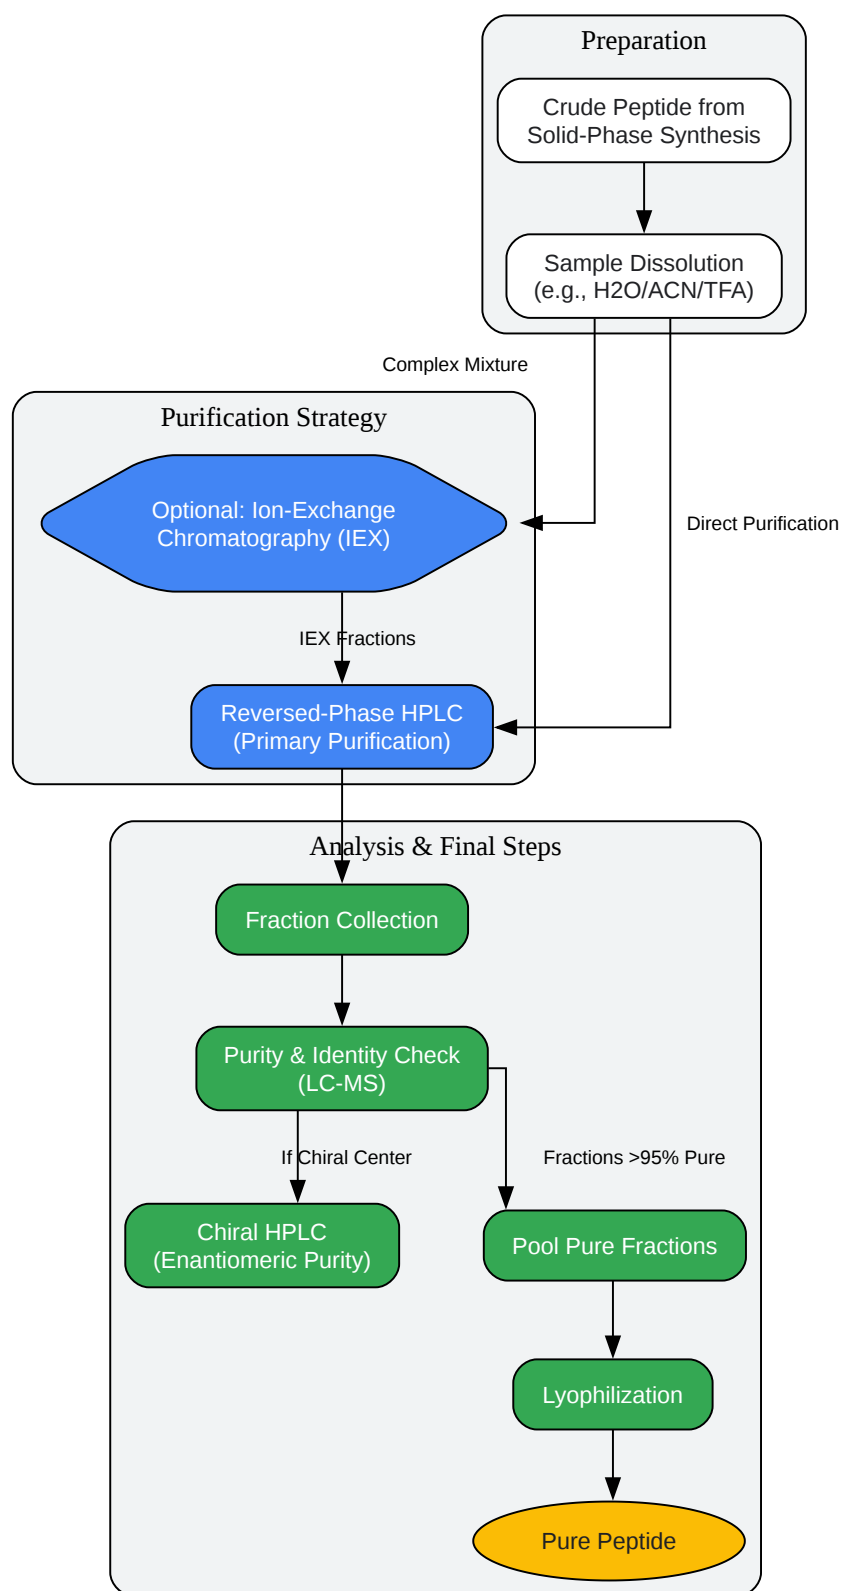 Preparation
Crude Peptide from
Solid-Phase Synthesis
Sample Dissolution
(e.g., H2O/ACN/TFA)
Complex Mixture
Purification Strategy
Optional: Ion-Exchange
Chromatography (IEX)
Direct Purification
IEX Fractions
Reversed-Phase HPLC
(Primary Purification)
Analysis & Final Steps
Fraction Collection
Purity & Identity Check
(LC-MS)
If Chiral Center
Fractions >95% Pure
Chiral HPLC
(Enantiomeric Purity)
Pool Pure Fractions
Lyophilization
Pure Peptide